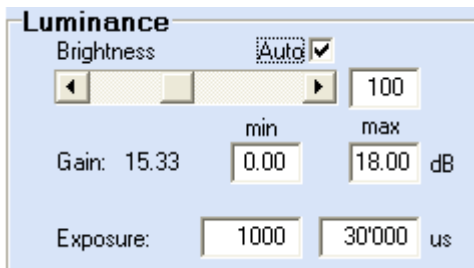 Luminance
Brightness Auto
100
min max
Gain: 15.33 0.00 18.00 dB
Exposure: 1000 30'000 us